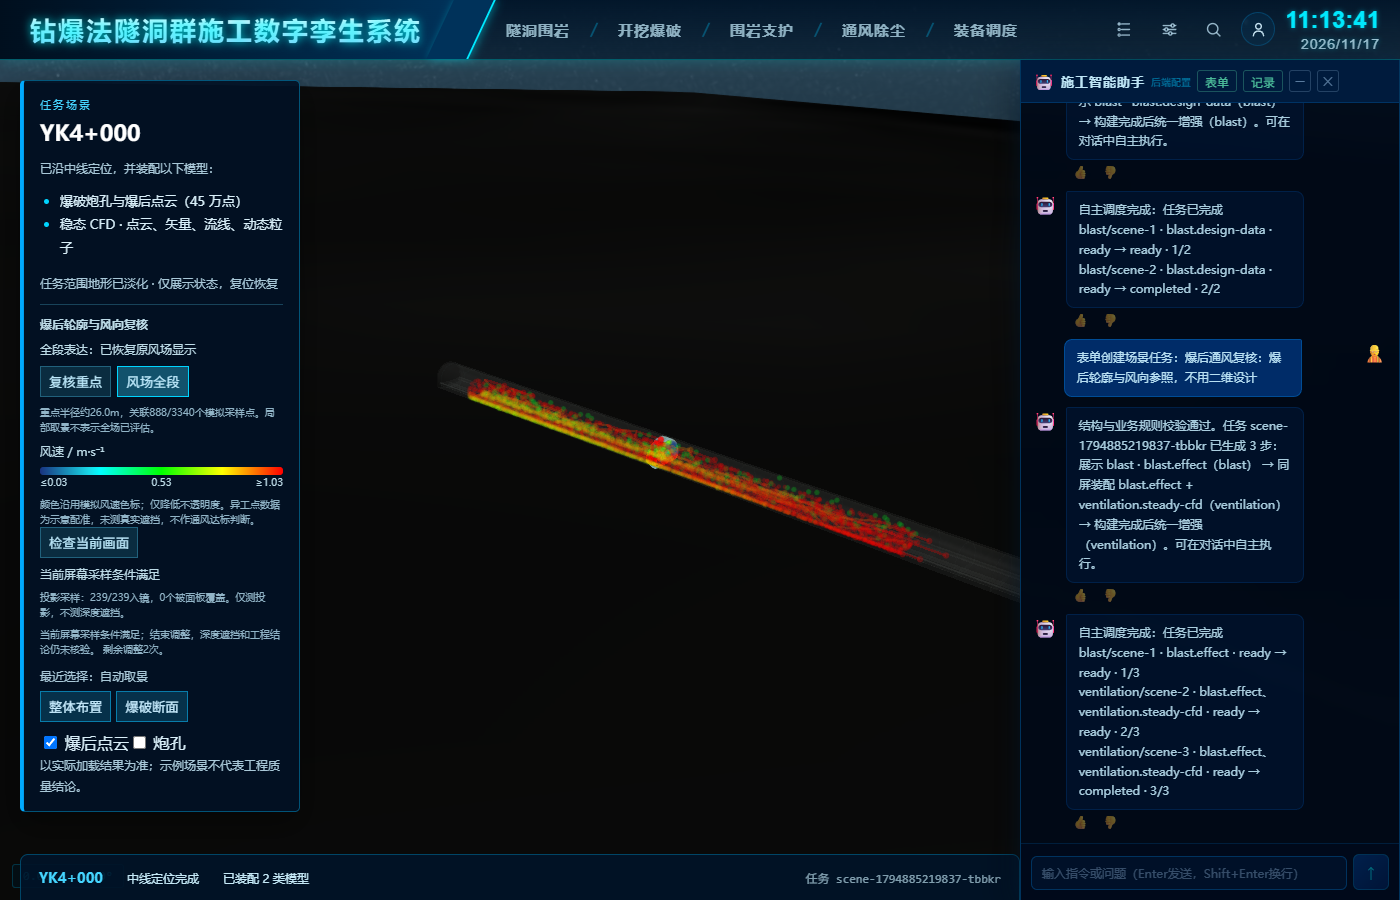 钻爆法隧洞群施工数字孪生系统
隧洞围岩 / 开挖爆破 / 围岩支护 / 通风除尘 / 装备调度
11:13:41
2026/11/17
任务场景
YK4+000
已沿中线定位，并装配以下模型：
爆破炮孔与爆后点云（45 万点）
稳态 CFD · 点云、矢量、流线、动态粒
子
任务范围地形已淡化 · 仅展示状态，复位恢复
爆后轮廓与风向复核
全段表达：已恢复原风场显示
复核重点 风场全段
重点半径约26.0m，关联888/3340个模拟采样点。局
部取景不表示全场已评估。
风速 / m·s⁻¹
≤0.03 0.53 ≥1.03
颜色沿用模拟风速色标；仅降低不透明度。异工点数据
为示意配准，未测真实遮挡，不作通风达标判断。
检查当前画面
当前屏幕采样条件满足
投影采样：239/239入镜，0个被面板覆盖。仅测投
影，不测深度遮挡。
当前屏幕采样条件满足；结束调整，深度遮挡和工程结
论仍未核验。 剩余调整2次。
最近选择：自动取景
整体布置 爆破断面
爆后点云 炮孔
以实际加载结果为准；示例场景不代表工程质
量结论。
YK4+000 中线定位完成 已装配 2 类模型 任务 scene-1794885219837-tbbkr
施工智能助手 后端配置 表单 记录
示 blast · blast.design-data（blast）
→ 构建完成后统一增强（blast）。可在
对话中自主执行。
自主调度完成：任务已完成
blast/scene-1 · blast.design-data ·
ready → ready · 1/2
blast/scene-2 · blast.design-data ·
ready → completed · 2/2
表单创建场景任务：爆后通风复核：爆
后轮廓与风向参照，不用二维设计
结构与业务规则校验通过。任务 scene-
1794885219837-tbbkr 已生成 3 步：
展示 blast · blast.effect（blast） → 同
屏装配 blast.effect +
ventilation.steady-cfd（ventilation）
→ 构建完成后统一增强
（ventilation）。可在对话中自主执
行。
自主调度完成：任务已完成
blast/scene-1 · blast.effect · ready →
ready · 1/3
ventilation/scene-2 · blast.effect、
ventilation.steady-cfd · ready →
ready · 2/3
ventilation/scene-3 · blast.effect、
ventilation.steady-cfd · ready →
completed · 3/3
输入指令或问题（Enter发送，Shift+Enter换行）